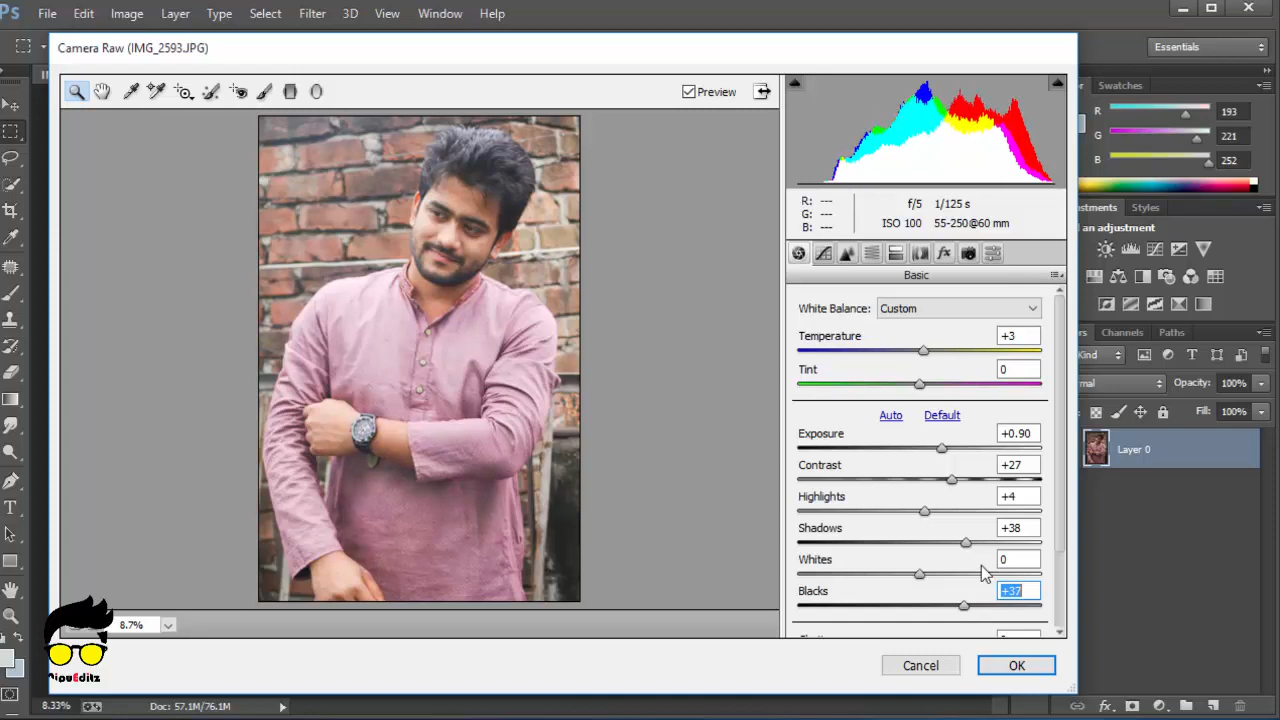 Ps File Edit Image Layer Type Select Filter 3D View Window Help
Essentials
Camera Raw (IMG_2593.JPG)
Preview
Swatches
R 193
G 221
B 252
R: ---
G: ---
B: ---
f/5 1/125 s
ISO 100 55-250@60 mm
Styles
an adjustment
Basic
White Balance: Custom
Temperature +3
Tint 0
Auto Default
Exposure +0.90
Contrast +27
Highlights +4
Shadows +38
Whites 0
Blacks +37
Channels Paths
Kind
Opacity: 100%
Fill: 100%
Layer 0
8.7%
Cancel OK
8.33% Doc: 57.1M/76.1M